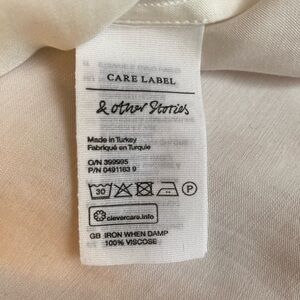 CARE LABEL
& other Stories
Made in Turkey
Fabriqué en Turquie
O/N 399995
P/N 0491163 9
30
P
clevercare.info
GB IRON WHEN DAMP
100% VISCOSE